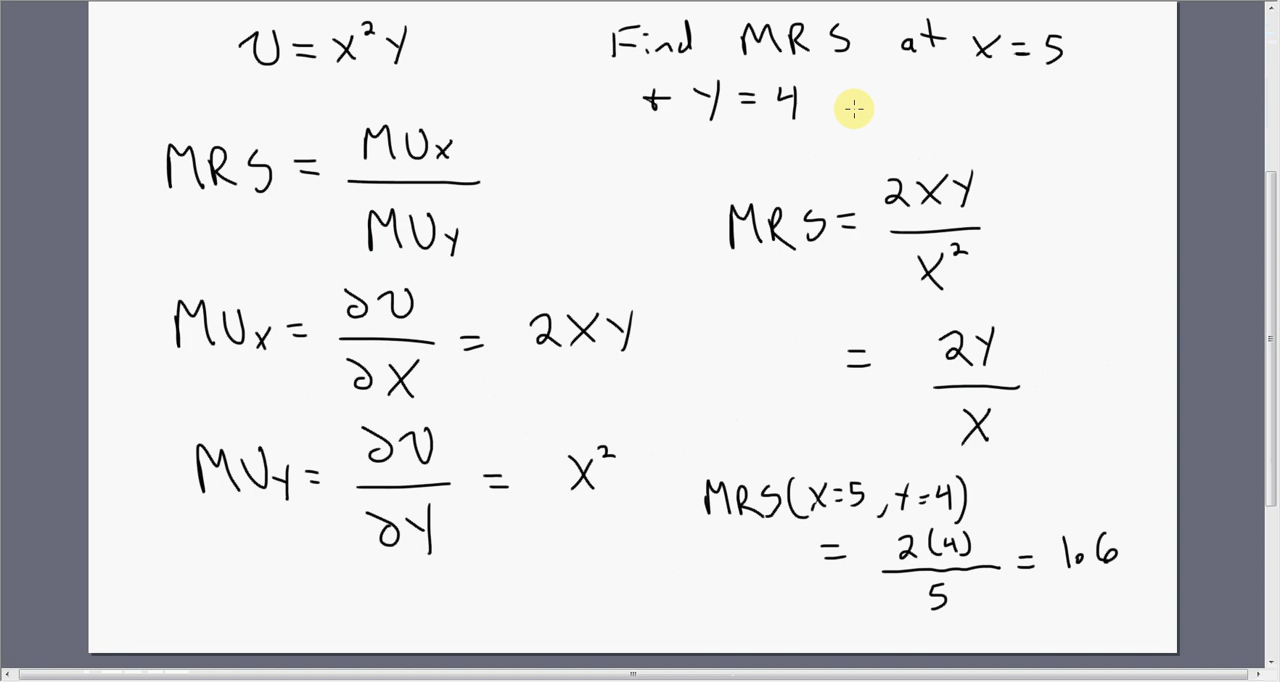 U = X²Y
Find MRS at X = 5
+ Y = 4
MRS = MUx / MUY
MUx = ∂U / ∂X = 2XY
MUY = ∂U / ∂Y = X²
MRS = 2XY / X²
= 2Y / X
MRS(X=5, Y=4)
= 2(4) / 5 = 1.6